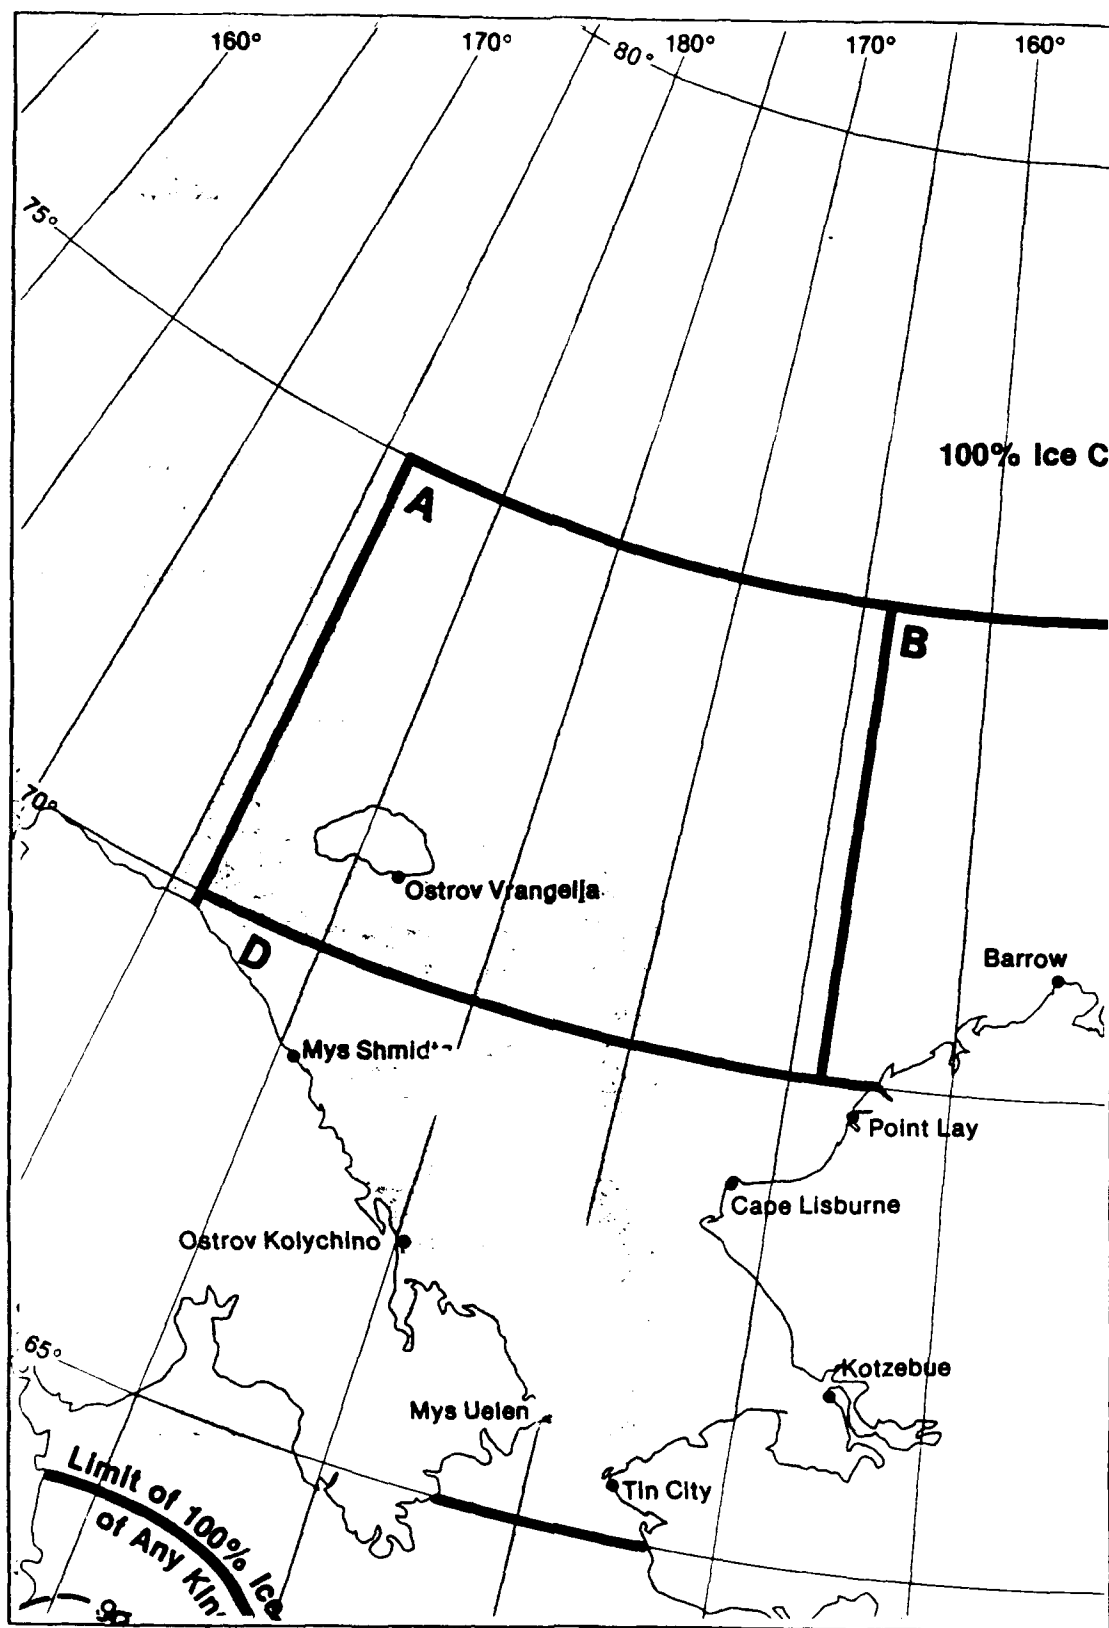 160° 170° 180° 170° 160°
80°
75°
100% Ice C
A
B
70°
Ostrov Vrangelja
D
Barrow
Mys Shmidta
Point Lay
Cape Lisburne
Ostrov Kolychino
65°
Kotzebue
Mys Uelen
Tin City
Limit of 100% Ice
of Any Kin